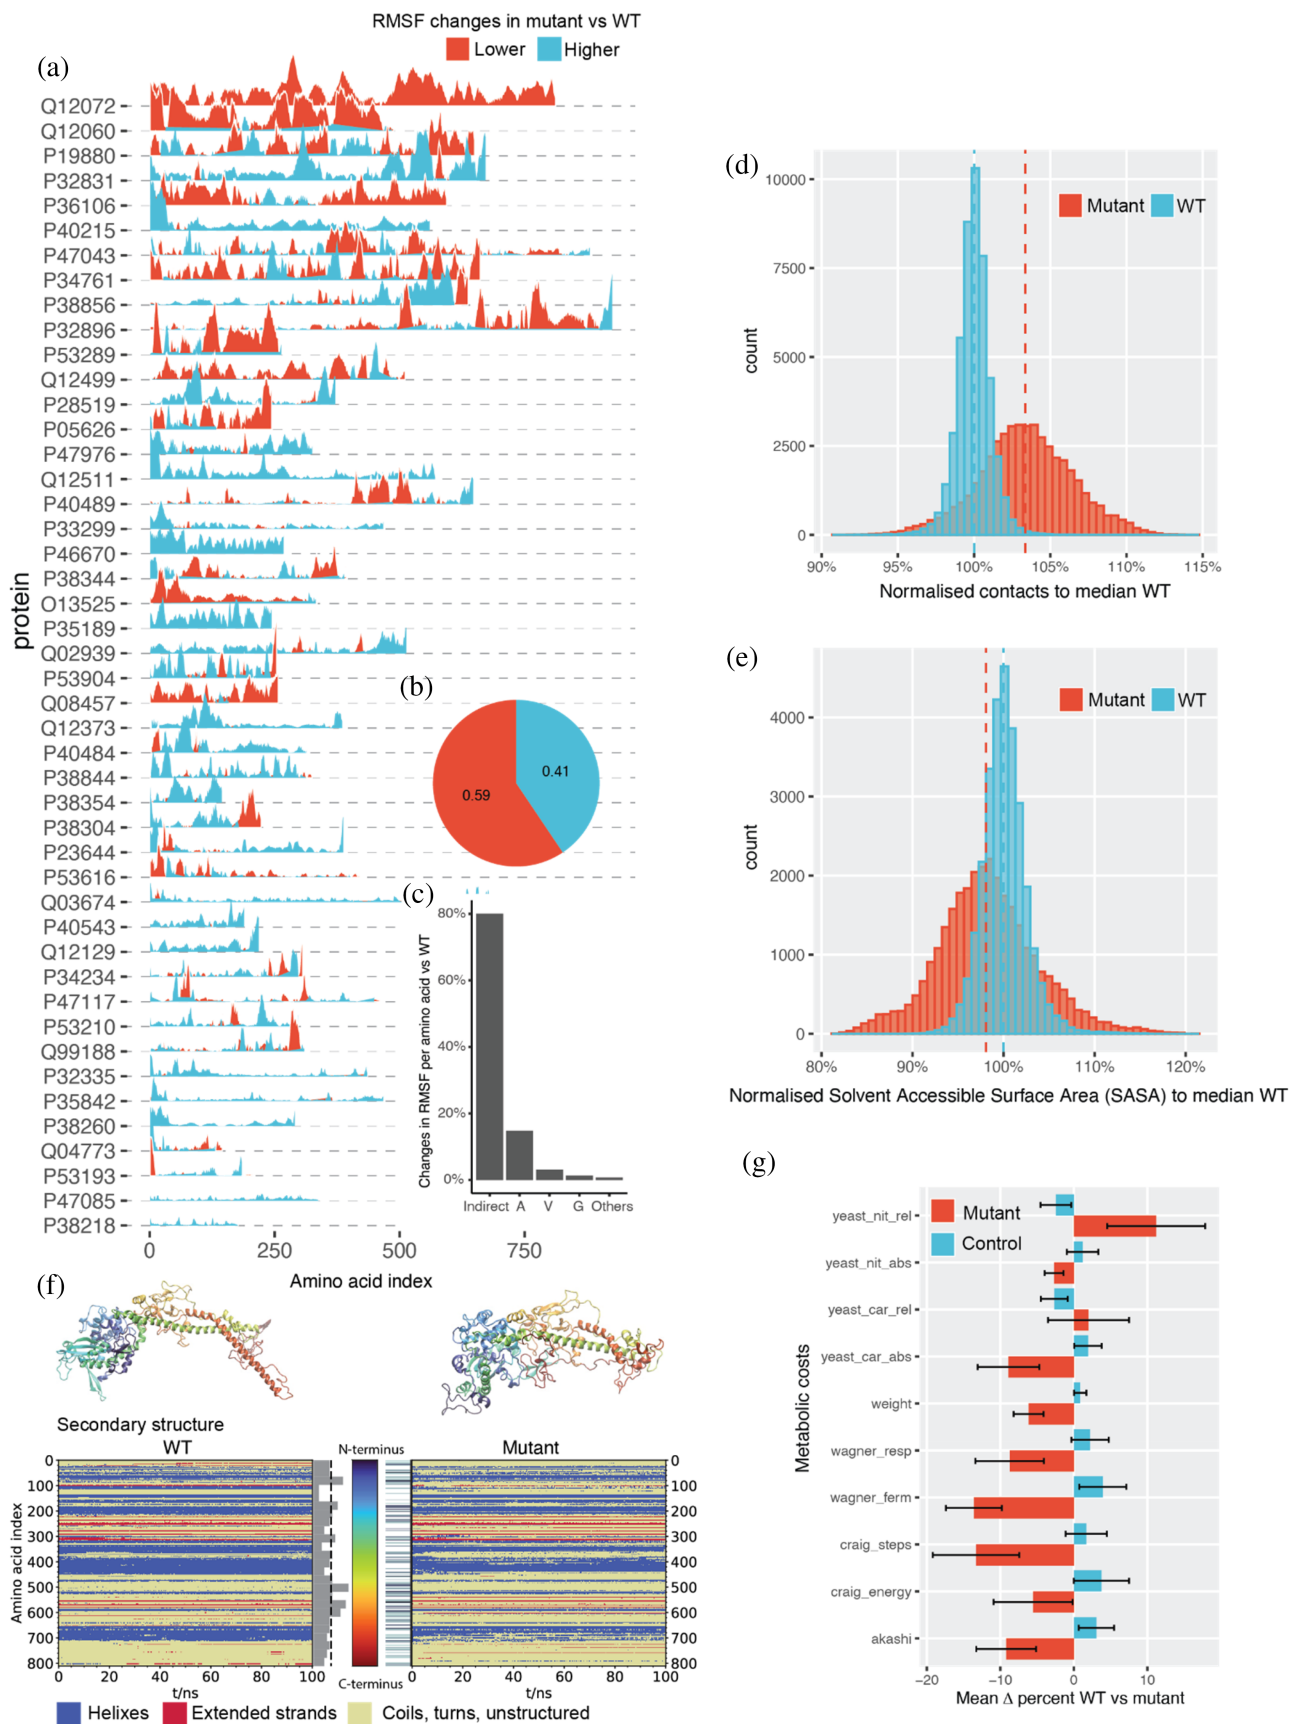 RMSF changes in mutant vs WT
Lower
Higher
(a)
protein
Q12072
Q12060
P19880
P32831
P36106
P40215
P47043
P34761
P38856
P32896
P53289
Q12499
P28519
P05626
P47976
Q12511
P40489
P33299
P46670
P38344
O13525
P35189
Q02939
P53904
Q08457
Q12373
P40484
P38844
P38354
P38304
P23644
P53616
Q03674
P40543
Q12129
P34234
P47117
P53210
Q99188
P32335
P35842
P38260
Q04773
P53193
P47085
P38218
0 250 500 750
Amino acid index
(b)
0.41
0.59
(c)
Changes in RMSF per amino acid vs WT
80%
60%
40%
20%
0%
Indirect A V G Others
(d)
Mutant WT
count
10000
7500
5000
2500
0
90% 95% 100% 105% 110% 115%
Normalised contacts to median WT
(e)
Mutant WT
count
4000
3000
2000
1000
0
80% 90% 100% 110% 120%
Normalised Solvent Accessible Surface Area (SASA) to median WT
(f)
Secondary structure
WT
N-terminus
Mutant
Amino acid index
0
100
200
300
400
500
600
700
800
0 20 40 60 80 100
t/ns
C-terminus
0
100
200
300
400
500
600
700
800
0 20 40 60 80 100
t/ns
Helixes
Extended strands
Coils, turns, unstructured
(g)
Mutant
Control
Metabolic costs
yeast_nit_rel
yeast_nit_abs
yeast_car_rel
yeast_car_abs
weight
wagner_resp
wagner_ferm
craig_steps
craig_energy
akashi
−20 −10 0 10
Mean Δ percent WT vs mutant